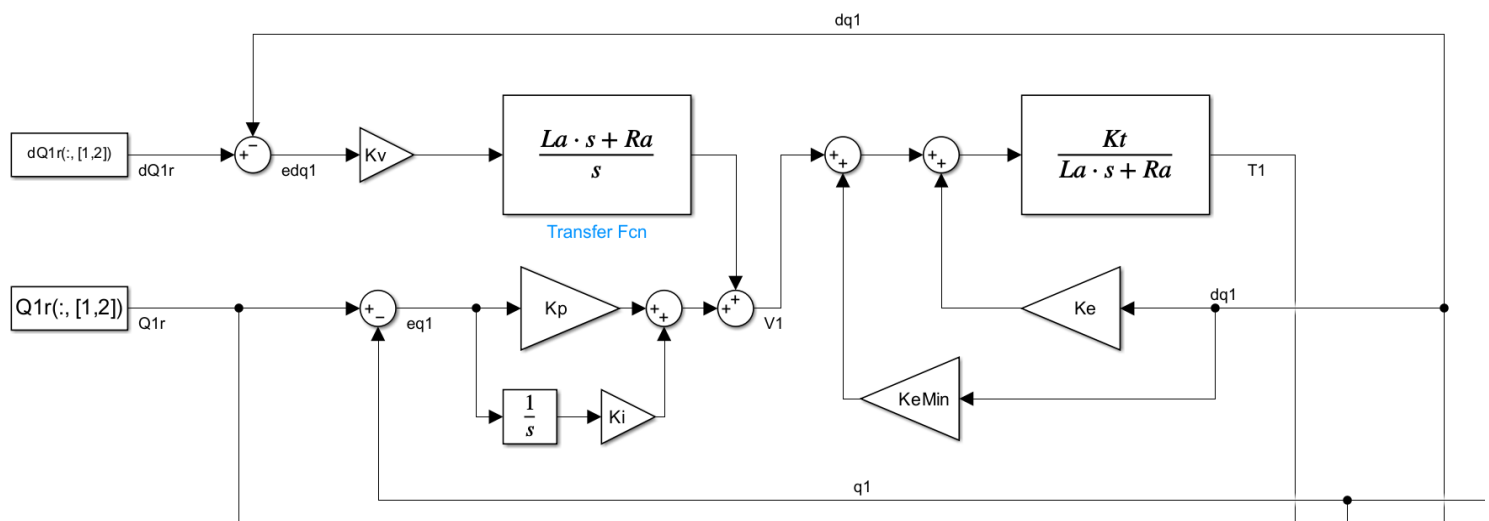 dq1
dQ1r(:, [1,2])
dQ1r
+
−
edq1
Kv
La · s + Ra
s
Transfer Fcn
+
+
+
+
Kt
La · s + Ra
T1
Q1r(:, [1,2])
Q1r
+
−
eq1
Kp
+
+
+
+
V1
Ke
dq1
KeMin
1
s
Ki
q1